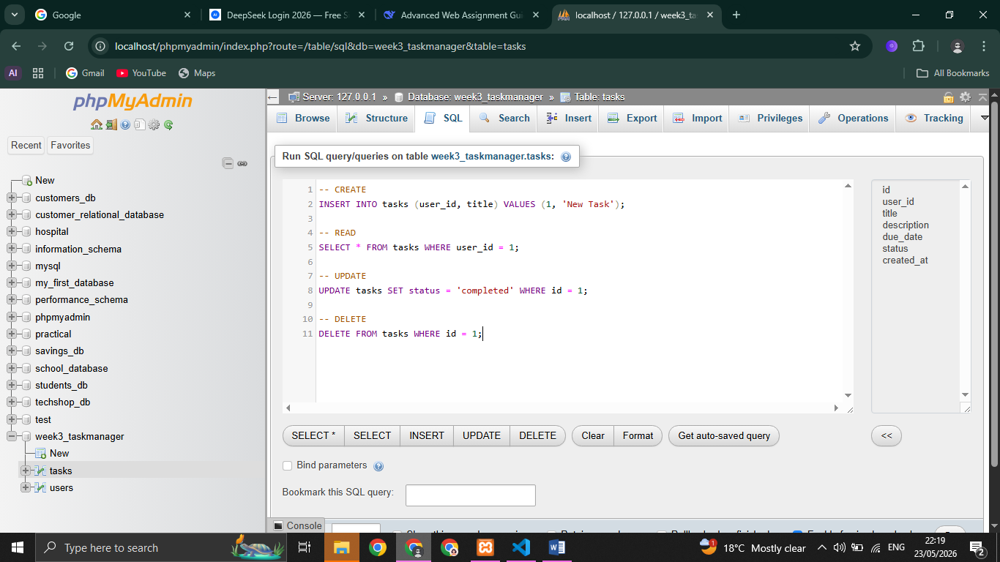 Google
DeepSeek Login 2026 — Free S
Advanced Web Assignment Gui
localhost / 127.0.0.1 / week3_ta
localhost/phpmyadmin/index.php?route=/table/sql&db=week3_taskmanager&table=tasks
AI
Gmail
YouTube
Maps
All Bookmarks
phpMyAdmin
Recent
Favorites
New
customers_db
customer_relational_database
hospital
information_schema
mysql
my_first_database
performance_schema
phpmyadmin
practical
savings_db
school_database
students_db
techshop_db
test
week3_taskmanager
New
tasks
users
Server: 127.0.0.1 » Database: week3_taskmanager » Table: tasks
Browse
Structure
SQL
Search
Insert
Export
Import
Privileges
Operations
Tracking
Run SQL query/queries on table week3_taskmanager.tasks:
1 -- CREATE
2 INSERT INTO tasks (user_id, title) VALUES (1, 'New Task');
3
4 -- READ
5 SELECT * FROM tasks WHERE user_id = 1;
6
7 -- UPDATE
8 UPDATE tasks SET status = 'completed' WHERE id = 1;
9
10 -- DELETE
11 DELETE FROM tasks WHERE id = 1;
id
user_id
title
description
due_date
status
created_at
SELECT *
SELECT
INSERT
UPDATE
DELETE
Clear
Format
Get auto-saved query
<<
Bind parameters
Bookmark this SQL query:
Console
Type here to search
1
18°C Mostly clear
ENG
22:19
23/05/2026
2